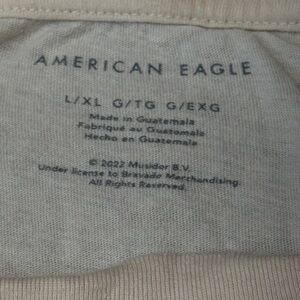 AMERICAN EAGLE
L/XL G/TG G/EXG
Made in Guatemala
Fabriqué au Guatemala
Hecho en Guatemala
© 2022 Musidor B.V.
Under license to Bravado Merchandising.
All Rights Reserved.